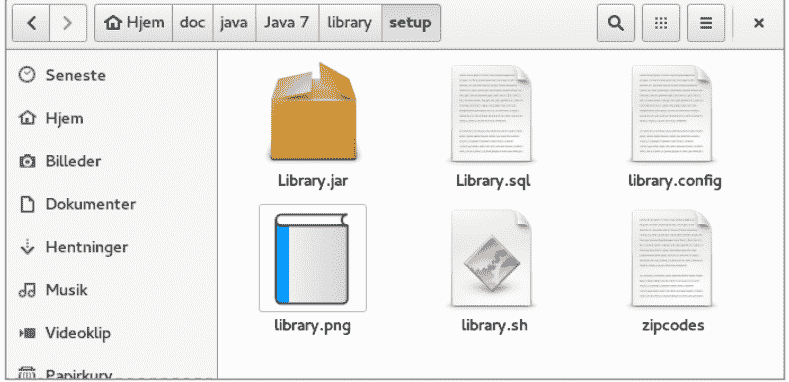 Hjem doc java Java 7 library setup
Seneste
Hjem
Billeder
Dokumenter
Hentninger
Musik
Videoklip
Papirkurv
Library.jar Library.sql library.config
library.png library.sh zipcodes